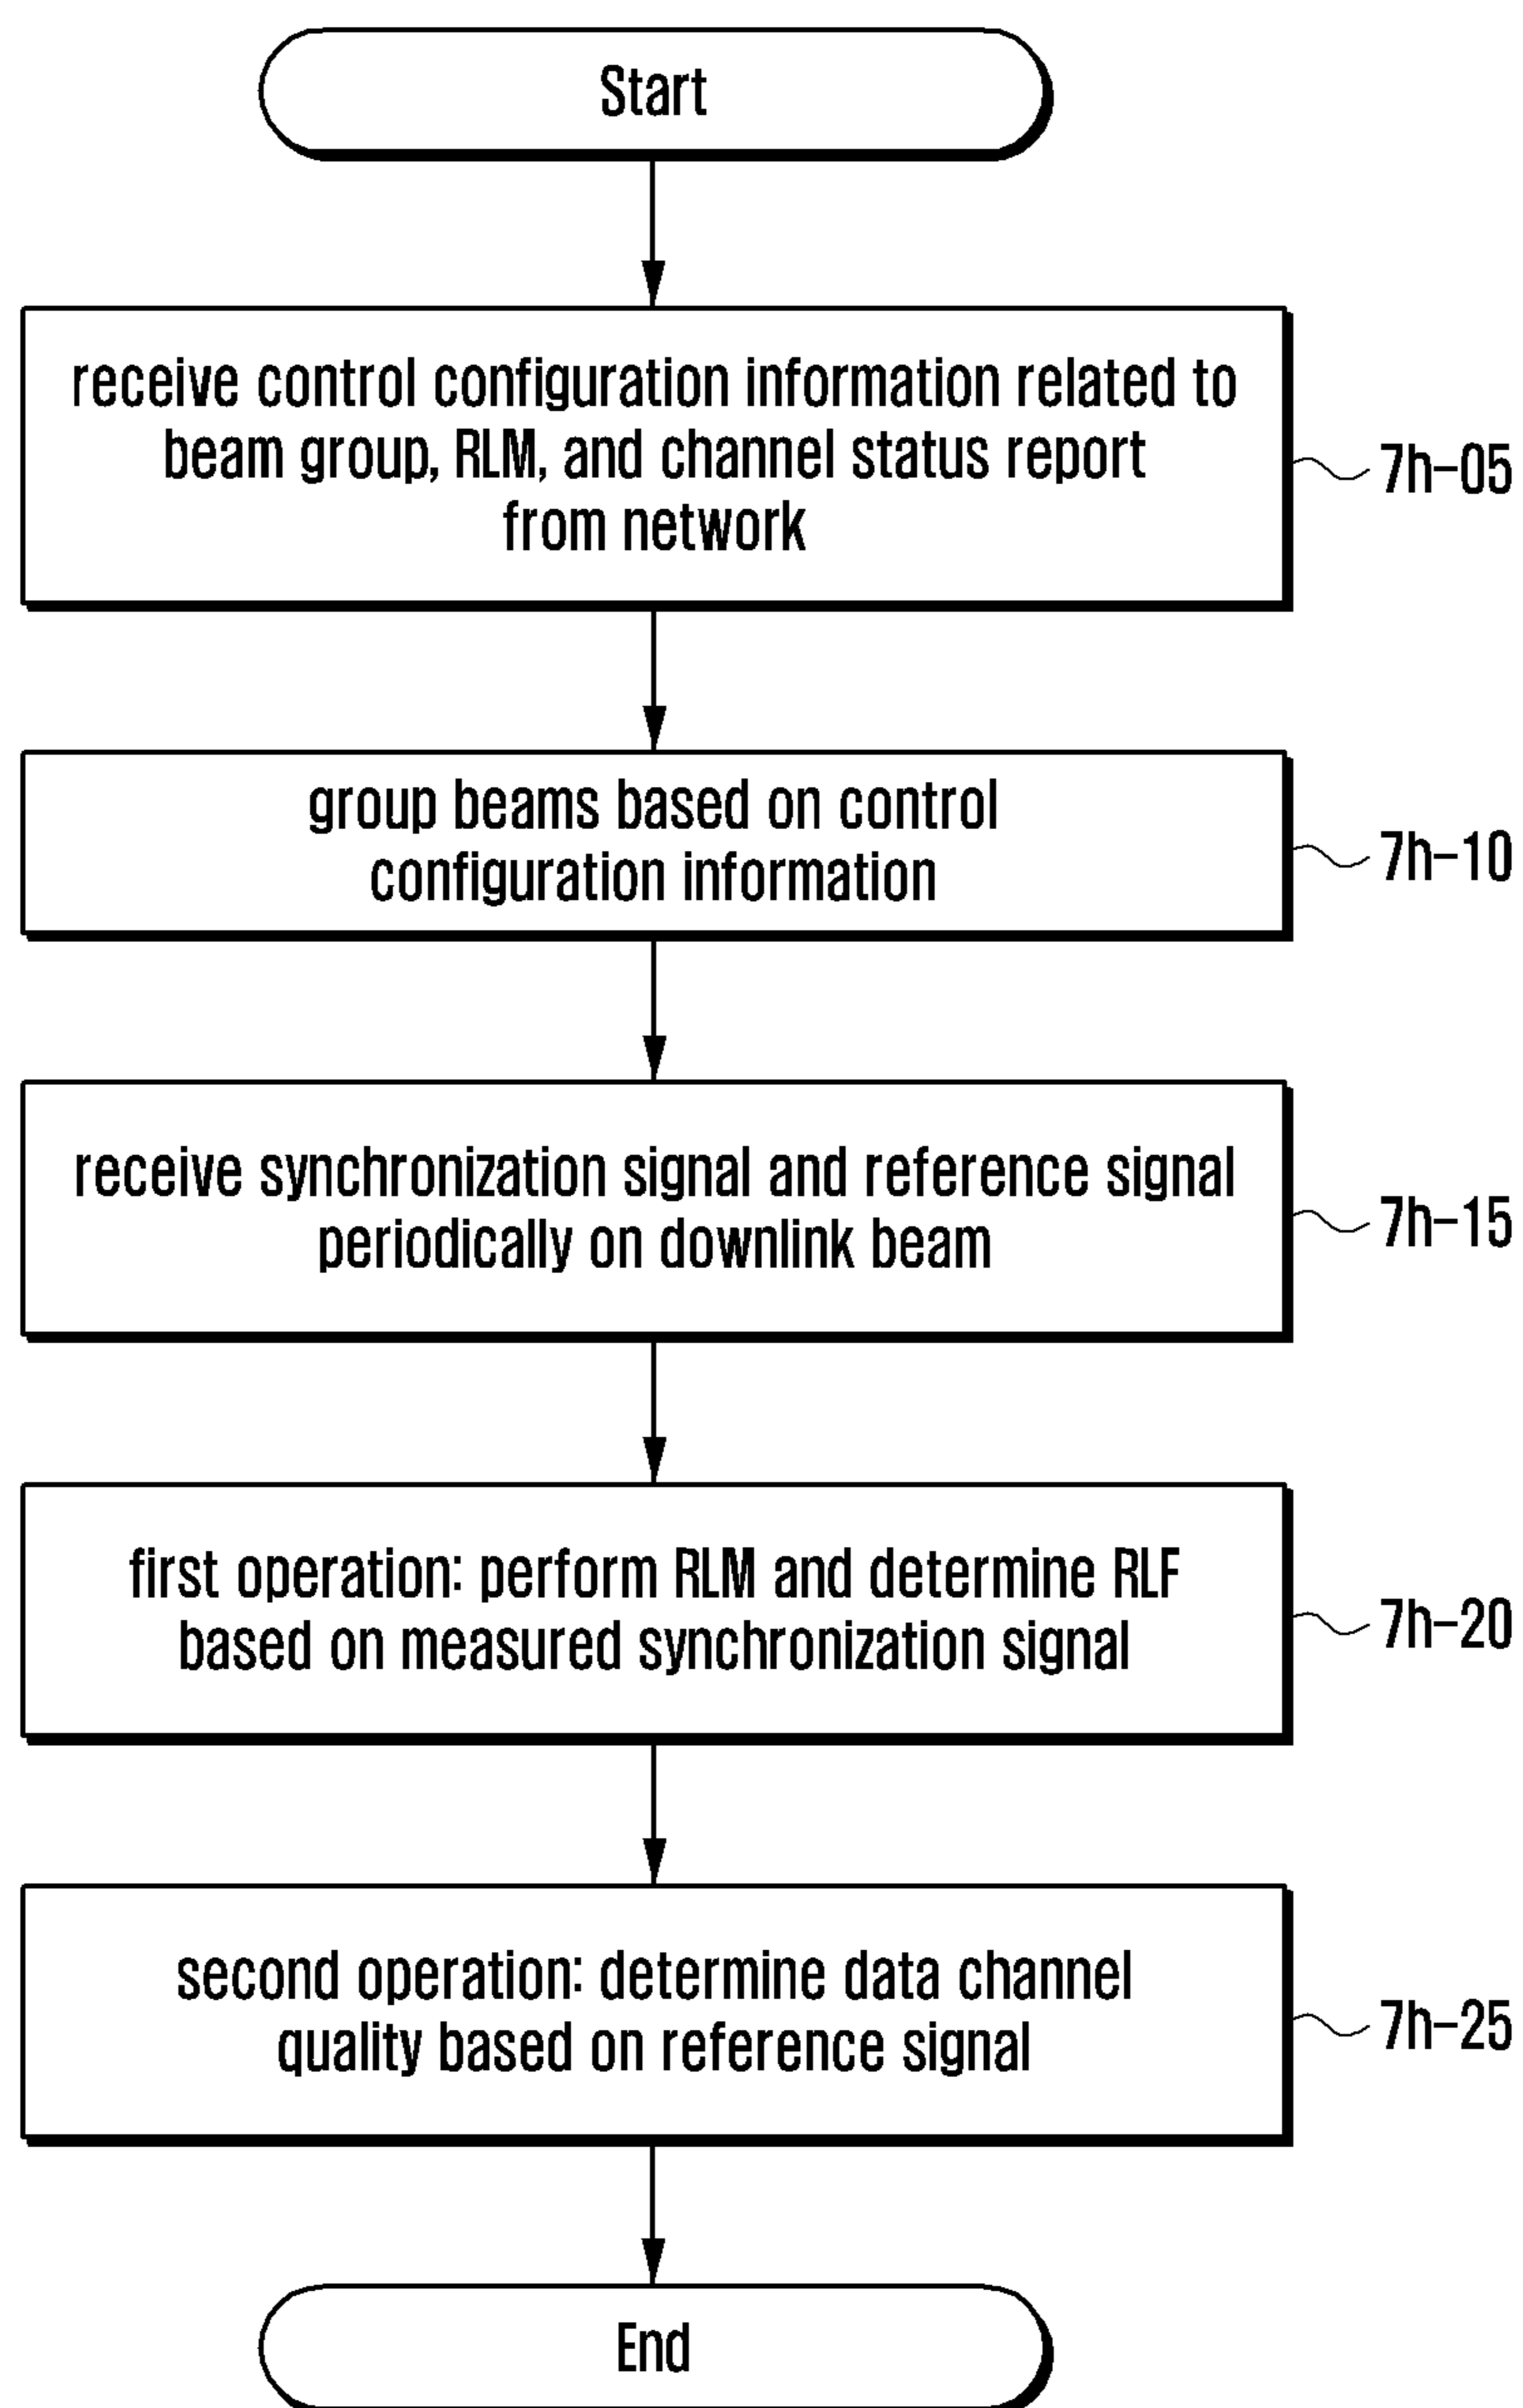 Start
receive control configuration information related to
beam group, RLM, and channel status report
from network
7h-05
group beams based on control
configuration information
7h-10
receive synchronization signal and reference signal
periodically on downlink beam
7h-15
first operation: perform RLM and determine RLF
based on measured synchronization signal
7h-20
second operation: determine data channel
quality based on reference signal
7h-25
End